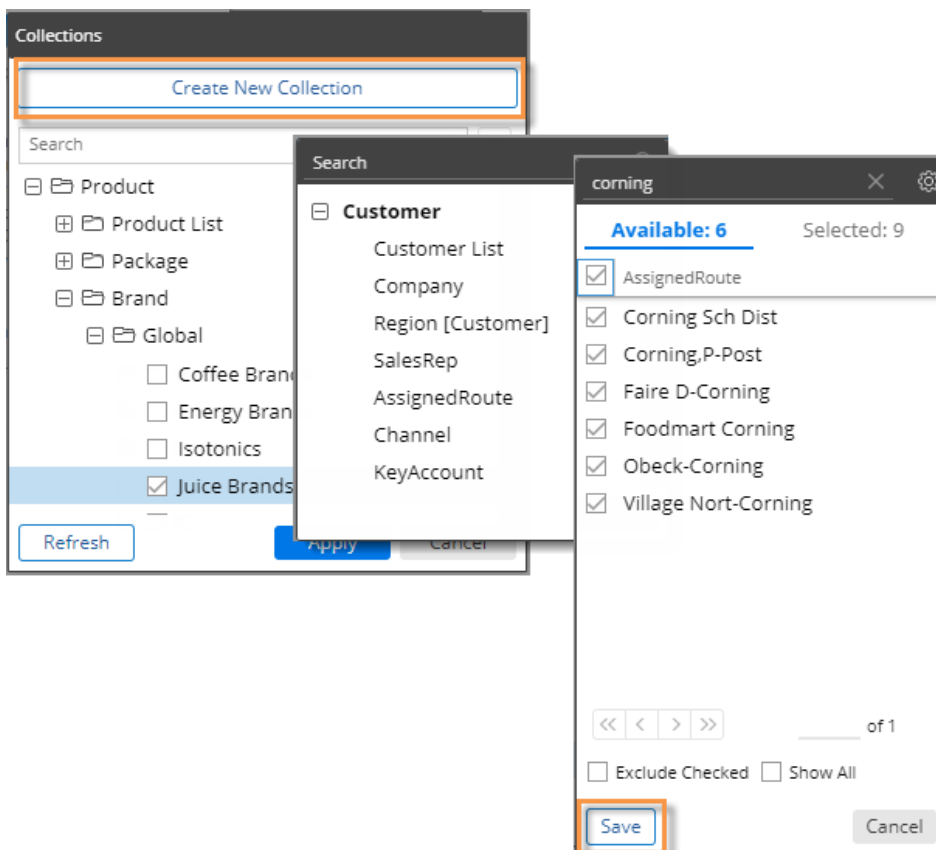 Collections
Create New Collection
Search
Product
Product List
Package
Brand
Global
Coffee
Energy
Isotonics
Juice Brands
Refresh
Apply
Cancel
Search
Customer
Customer List
Company
Region [Customer]
SalesRep
AssignedRoute
Channel
KeyAccount
corning
Available: 6
Selected: 9
AssignedRoute
Corning Sch Dist
Corning,P-Post
Faire D-Corning
Foodmart Corning
Obeck-Corning
Village Nort-Corning
of 1
Exclude Checked
Show All
Save
Cancel